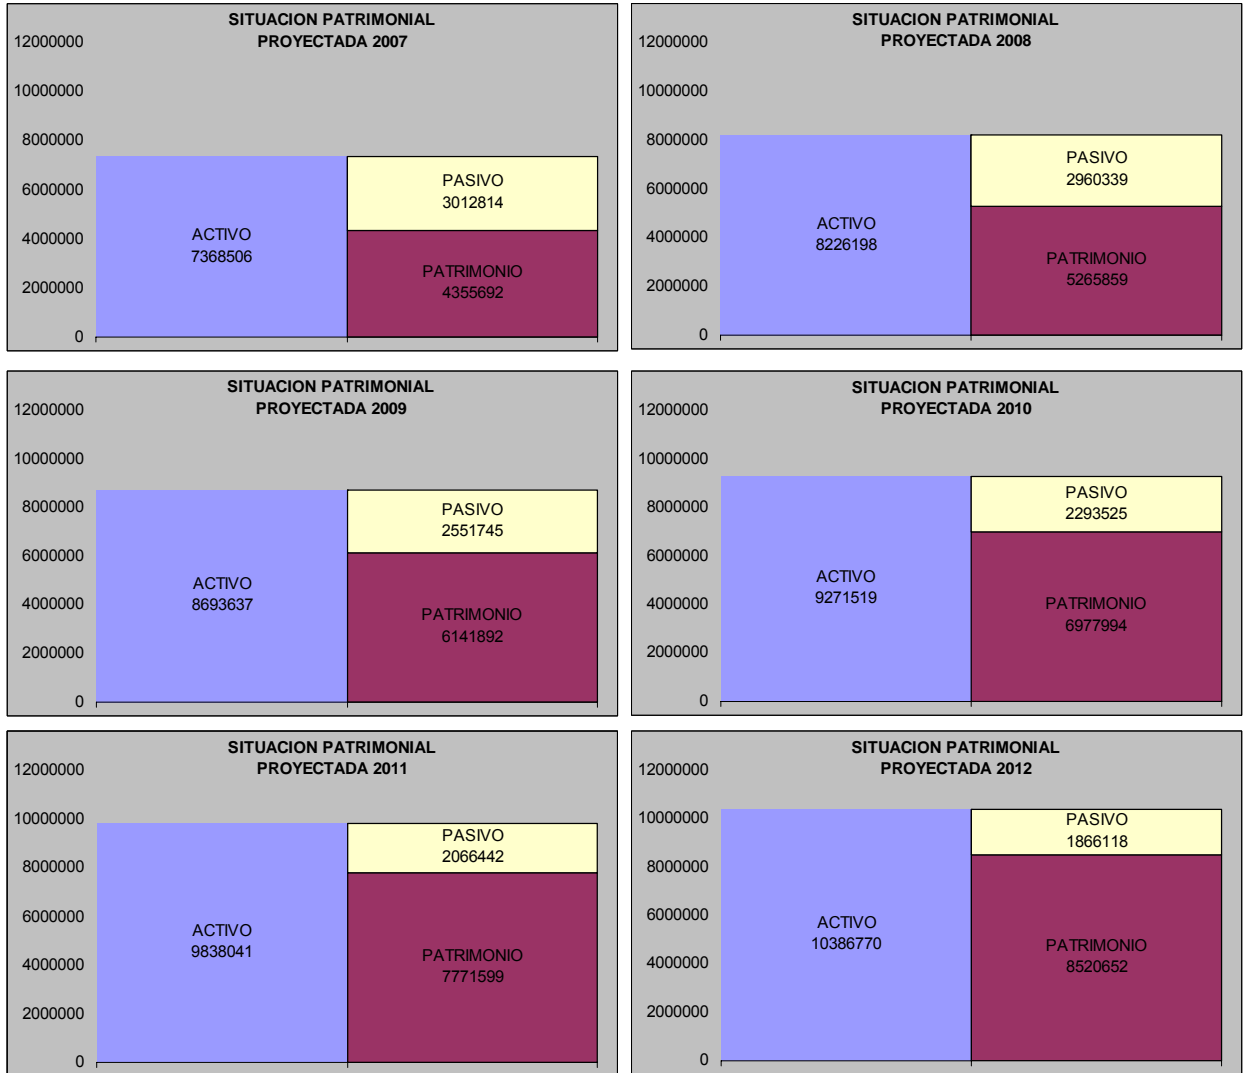 SITUACION PATRIMONIAL
PROYECTADA 2007
12000000
10000000
8000000
6000000
4000000
2000000
0
ACTIVO
7368506
PASIVO
3012814
PATRIMONIO
4355692
SITUACION PATRIMONIAL
PROYECTADA 2008
12000000
10000000
8000000
6000000
4000000
2000000
0
ACTIVO
8226198
PASIVO
2960339
PATRIMONIO
5265859
SITUACION PATRIMONIAL
PROYECTADA 2009
12000000
10000000
8000000
6000000
4000000
2000000
0
ACTIVO
8693637
PASIVO
2551745
PATRIMONIO
6141892
SITUACION PATRIMONIAL
PROYECTADA 2010
12000000
10000000
8000000
6000000
4000000
2000000
0
ACTIVO
9271519
PASIVO
2293525
PATRIMONIO
6977994
SITUACION PATRIMONIAL
PROYECTADA 2011
12000000
10000000
8000000
6000000
4000000
2000000
0
ACTIVO
9838041
PASIVO
2066442
PATRIMONIO
7771599
SITUACION PATRIMONIAL
PROYECTADA 2012
12000000
10000000
8000000
6000000
4000000
2000000
0
ACTIVO
10386770
PASIVO
1866118
PATRIMONIO
8520652